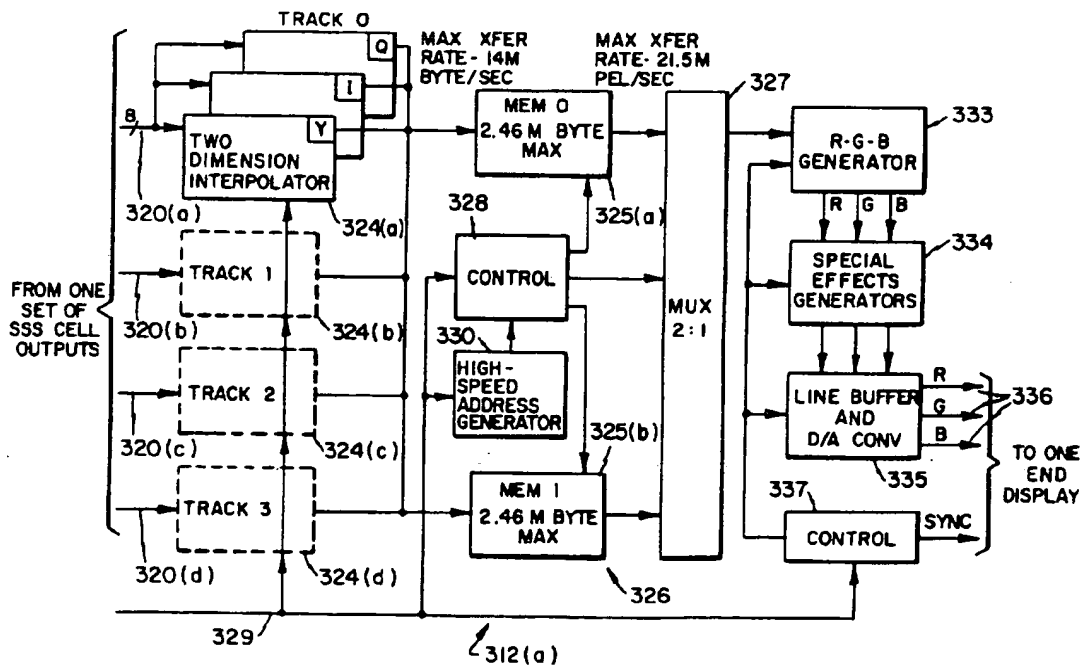 TRACK 0
Q
I
Y
TWO
DIMENSION
INTERPOLATOR
8
320(a)
324(a)
MAX XFER
RATE-14M
BYTE/SEC
MAX XFER
RATE-21.5M
PEL/SEC
MEM 0
2.46 M BYTE
MAX
325(a)
327
R-G-B
GENERATOR
333
R
G
B
328
CONTROL
FROM ONE
SET OF
SSS CELL
OUTPUTS
TRACK 1
320(b)
324(b)
MUX
2:1
SPECIAL
EFFECTS
GENERATORS
334
330
HIGH-
SPEED
ADDRESS
GENERATOR
TRACK 2
320(c)
324(c)
LINE BUFFER
AND
D/A CONV
335
R
G
B
336
TO ONE
END
DISPLAY
325(b)
MEM 1
2.46 M BYTE
MAX
326
TRACK 3
320(d)
324(d)
337
CONTROL
SYNC
329
312(a)